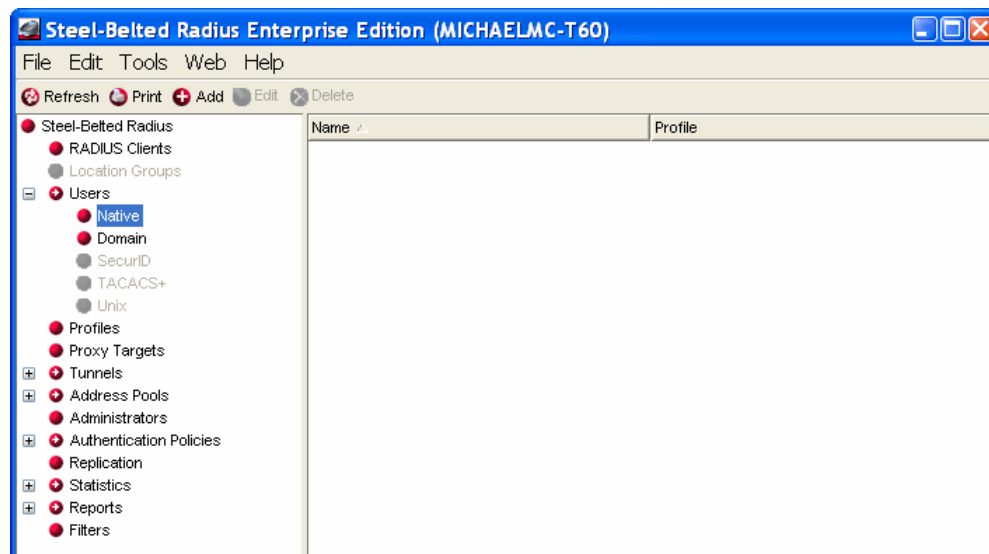 Steel-Belted Radius Enterprise Edition (MICHAELMC-T60)
File Edit Tools Web Help
Refresh Print Add Edit Delete
Name Profile
Steel-Belted Radius
RADIUS Clients
Location Groups
Users
Native
Domain
SecurID
TACACS+
Unix
Profiles
Proxy Targets
Tunnels
Address Pools
Administrators
Authentication Policies
Replication
Statistics
Reports
Filters